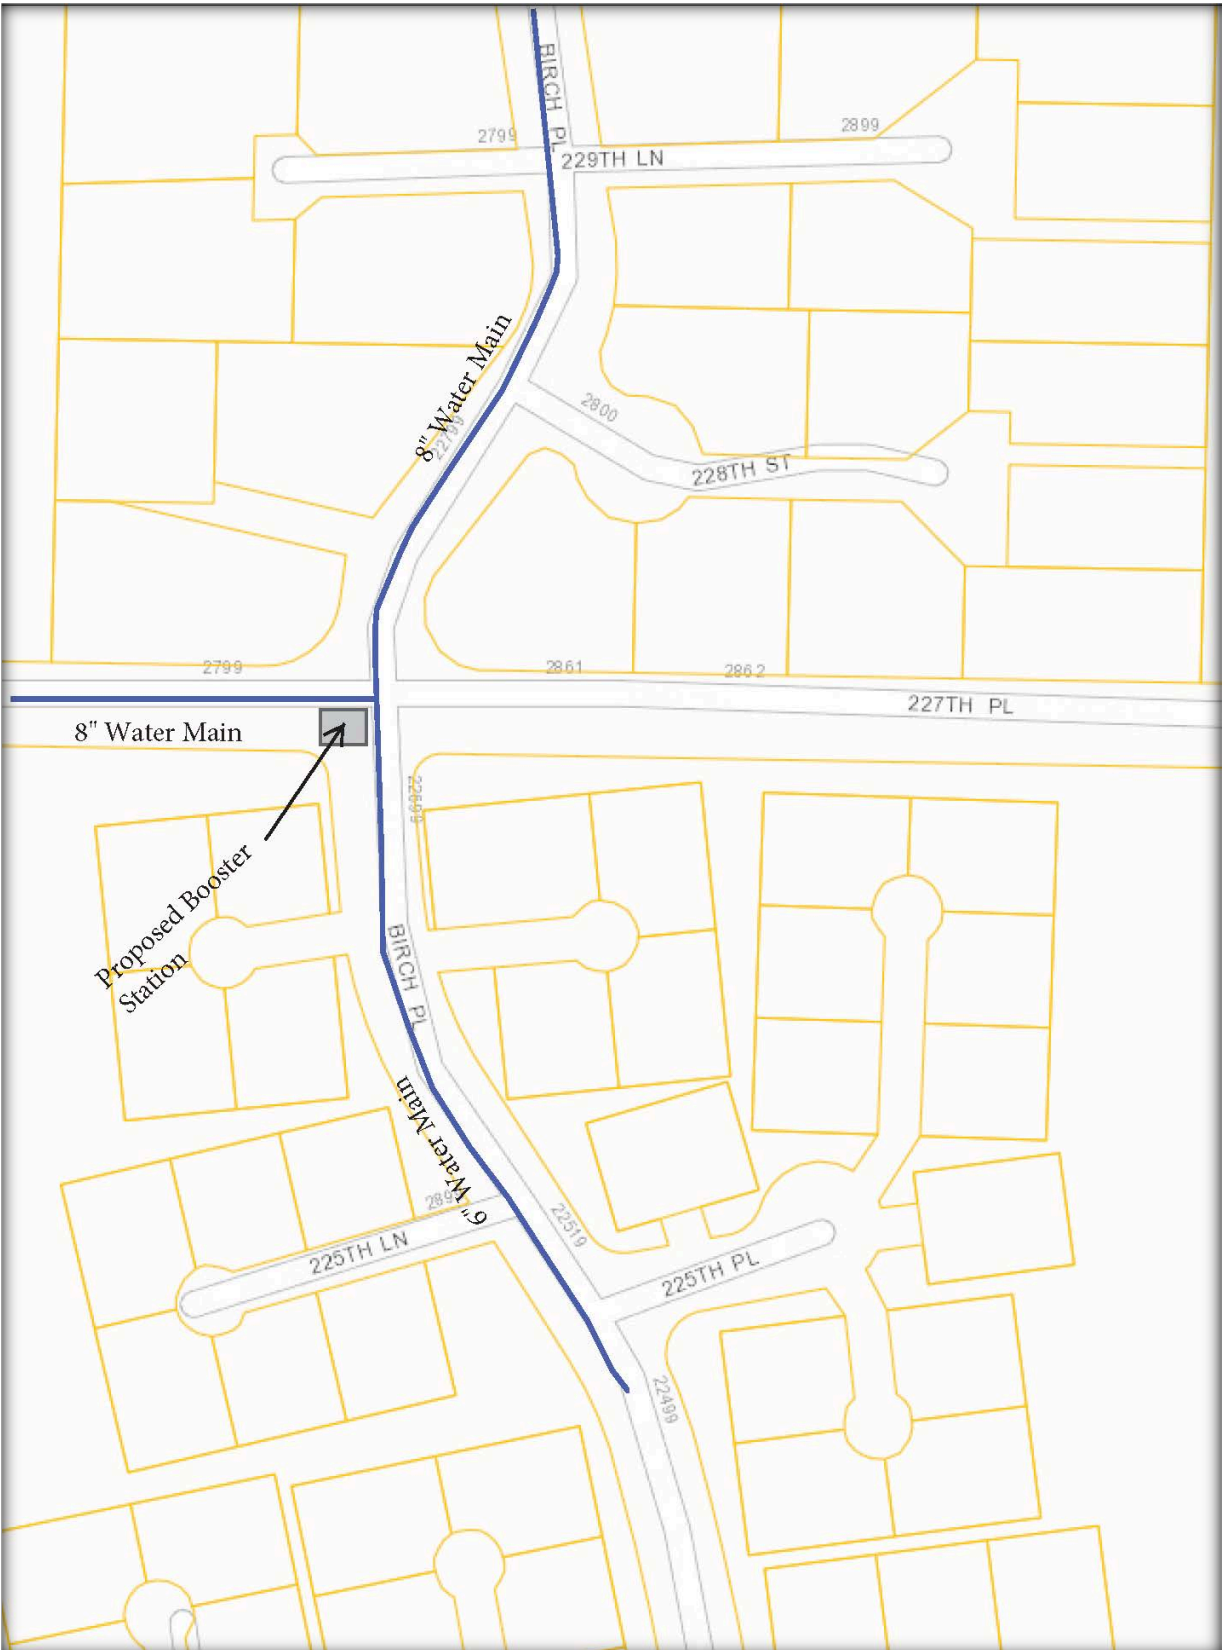 BIRCH PL
2799
2899
229TH LN
8" Water Main
22799
2800
228TH ST
2799
2861
2862
227TH PL
8" Water Main
22699
Proposed Booster
Station
BIRCH PL
6" Water Main
225TH LN
22519
225TH PL
22499